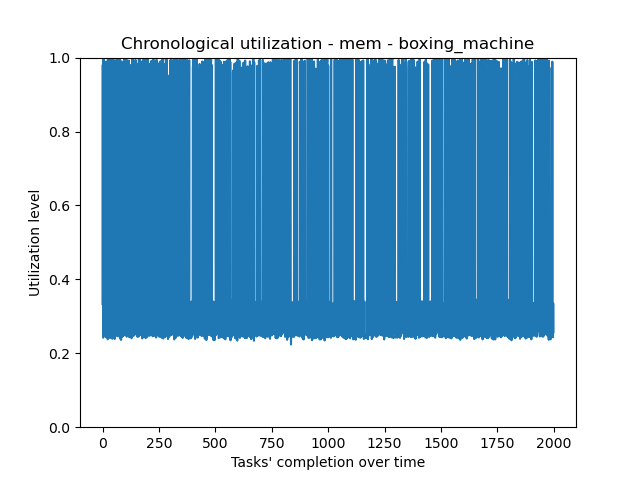 Chronological utilization - mem - boxing_machine
1.0
0.8
0.6
0.4
0.2
0.0
Utilization level
0 250 500 750 1000 1250 1500 1750 2000
Tasks' completion over time